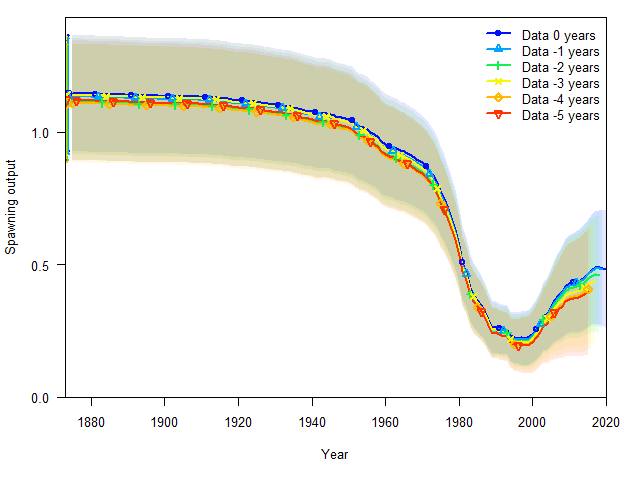 Data 0 years
Data -1 years
Data -2 years
Data -3 years
Data -4 years
Data -5 years
1.0
0.5
0.0
Spawning output
1880 1900 1920 1940 1960 1980 2000 2020
Year